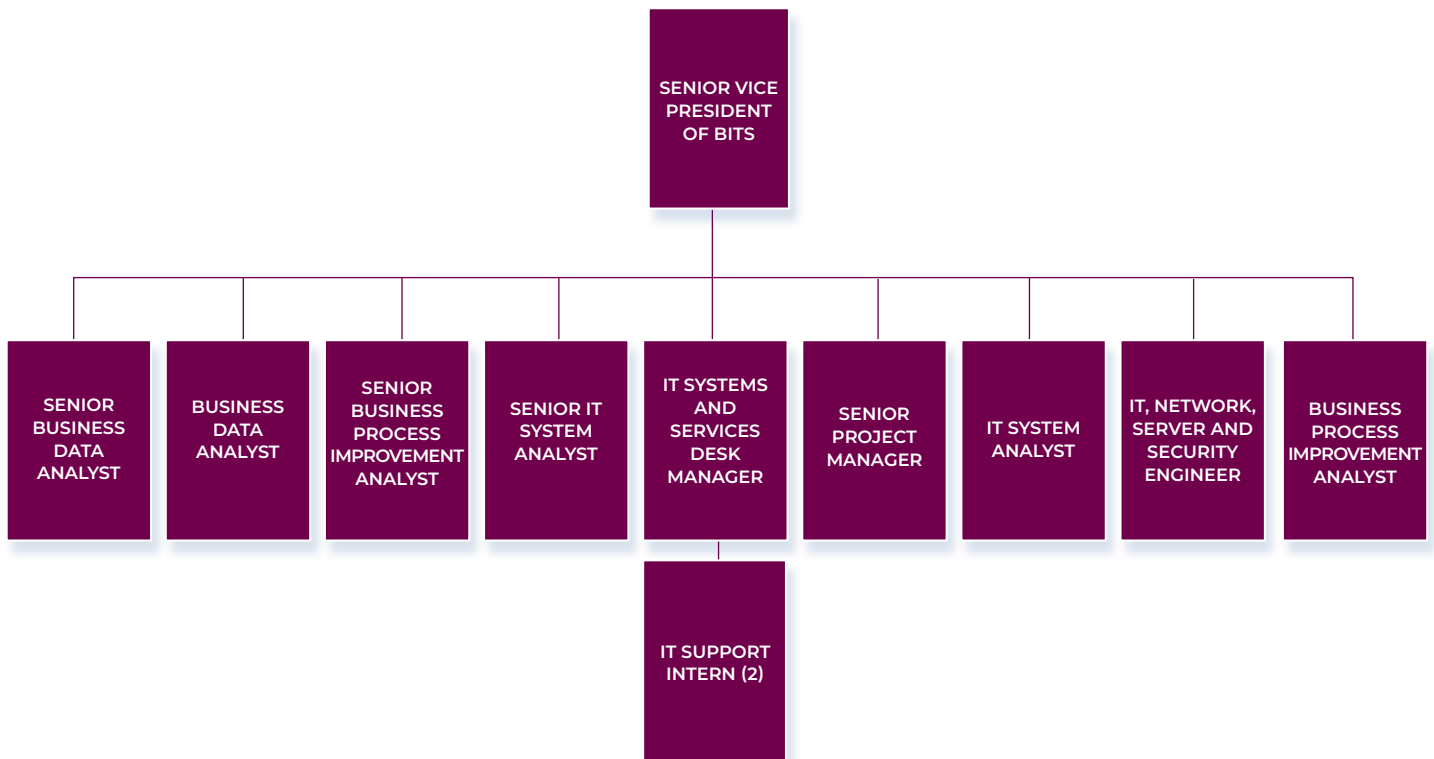 SENIOR VICE
PRESIDENT
OF BITS
SENIOR
BUSINESS
DATA
ANALYST
BUSINESS
DATA
ANALYST
SENIOR
BUSINESS
PROCESS
IMPROVEMENT
ANALYST
SENIOR IT
SYSTEM
ANALYST
IT SYSTEMS
AND
SERVICES
DESK
MANAGER
SENIOR
PROJECT
MANAGER
IT SYSTEM
ANALYST
IT, NETWORK,
SERVER AND
SECURITY
ENGINEER
BUSINESS
PROCESS
IMPROVEMENT
ANALYST
IT SUPPORT
INTERN (2)